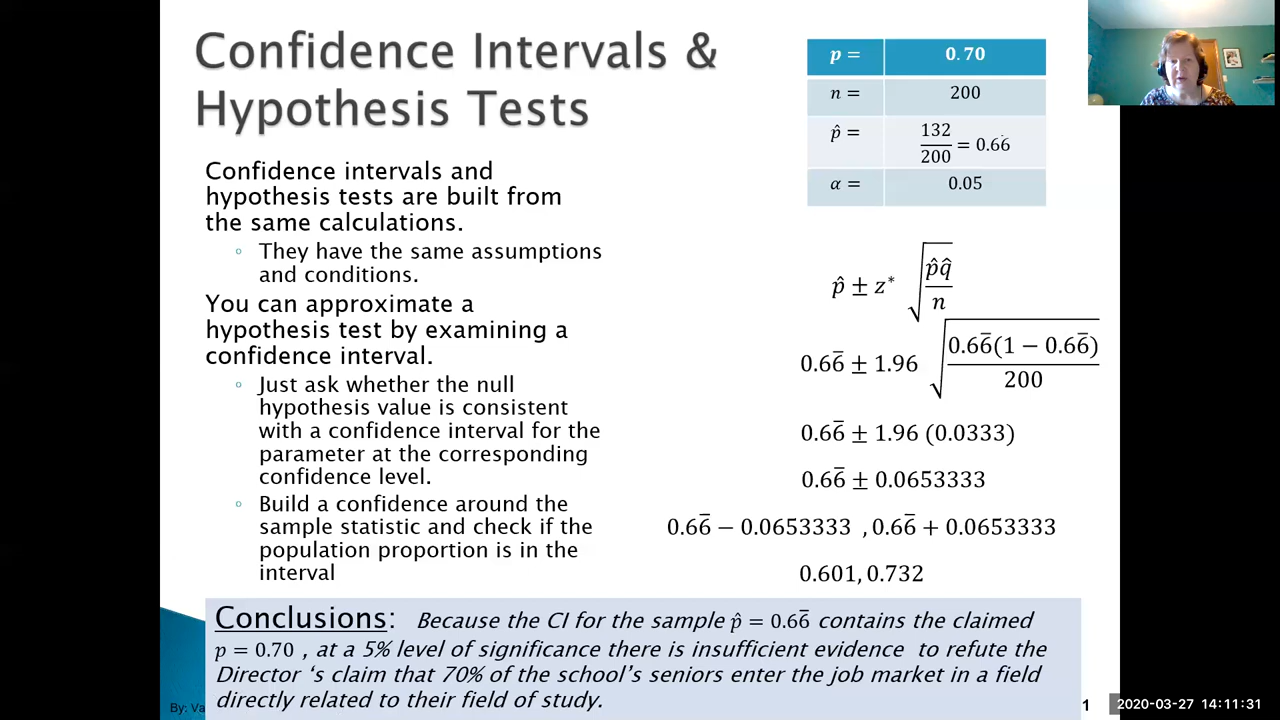 Confidence Intervals &
Hypothesis Tests
p = 0.70
n = 200
p̂ = 132/200 = 0.66̇
α = 0.05
Confidence intervals and
hypothesis tests are built from
the same calculations.
◦ They have the same assumptions
and conditions.
You can approximate a
hypothesis test by examining a
confidence interval.
◦ Just ask whether the null
hypothesis value is consistent
with a confidence interval for the
parameter at the corresponding
confidence level.
◦ Build a confidence around the
sample statistic and check if the
population proportion is in the
interval
p̂ ± z* √(p̂q̂/n)
0.66̅ ± 1.96 √(0.66̅(1 − 0.66̅)/200)
0.66̅ ± 1.96 (0.0333)
0.66̅ ± 0.0653333
0.66̅ − 0.0653333 , 0.66̅ + 0.0653333
0.601, 0.732
Conclusions: Because the CI for the sample p̂ = 0.66̅ contains the claimed
p = 0.70 , at a 5% level of significance there is insufficient evidence to refute the
Director ‘s claim that 70% of the school’s seniors enter the job market in a field
directly related to their field of study.
By:
1
2020-03-27 14:11:31